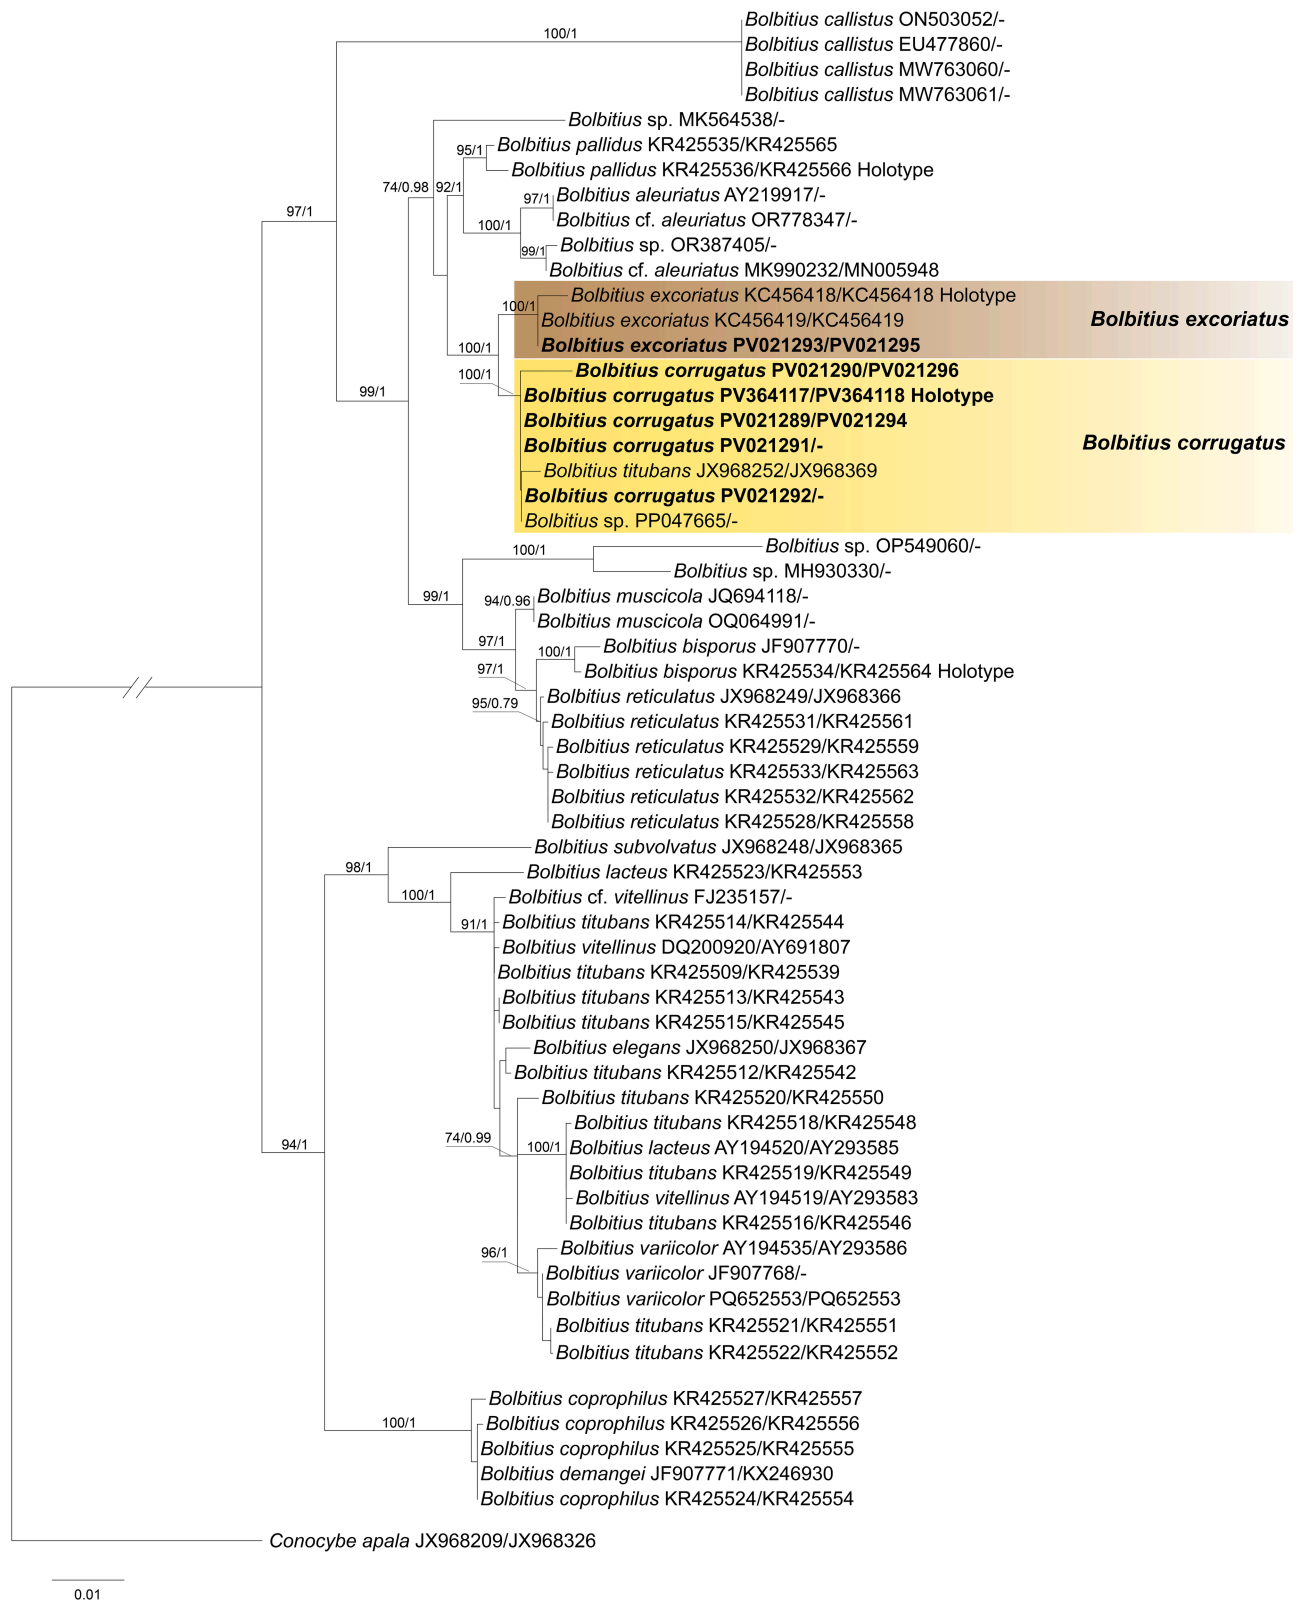 Bolbitius callistus ON503052/-
100/1
Bolbitius callistus EU477860/-
Bolbitius callistus MW763060/-
Bolbitius callistus MW763061/-
Bolbitius sp. MK564538/-
Bolbitius pallidus KR425535/KR425565
95/1
Bolbitius pallidus KR425536/KR425566 Holotype
74/0.98
92/1
Bolbitius aleuriatus AY219917/-
97/1
Bolbitius cf. aleuriatus OR778347/-
97/1
100/1
Bolbitius sp. OR387405/-
99/1
Bolbitius cf. aleuriatus MK990232/MN005948
Bolbitius excoriatus KC456418/KC456418 Holotype
100/1
Bolbitius excoriatus KC456419/KC456419
Bolbitius excoriatus
Bolbitius excoriatus PV021293/PV021295
100/1
Bolbitius corrugatus PV021290/PV021296
100/1
Bolbitius corrugatus PV364117/PV364118 Holotype
99/1
Bolbitius corrugatus PV021289/PV021294
Bolbitius corrugatus PV021291/-
Bolbitius corrugatus
Bolbitius titubans JX968252/JX968369
Bolbitius corrugatus PV021292/-
Bolbitius sp. PP047665/-
Bolbitius sp. OP549060/-
100/1
Bolbitius sp. MH930330/-
Bolbitius muscicola JQ694118/-
99/1
94/0.96
Bolbitius muscicola OQ064991/-
Bolbitius bisporus JF907770/-
97/1
100/1
Bolbitius bisporus KR425534/KR425564 Holotype
97/1
Bolbitius reticulatus JX968249/JX968366
95/0.79
Bolbitius reticulatus KR425531/KR425561
Bolbitius reticulatus KR425529/KR425559
Bolbitius reticulatus KR425533/KR425563
Bolbitius reticulatus KR425532/KR425562
Bolbitius reticulatus KR425528/KR425558
Bolbitius subvolvatus JX968248/JX968365
98/1
Bolbitius lacteus KR425523/KR425553
100/1
Bolbitius cf. vitellinus FJ235157/-
Bolbitius titubans KR425514/KR425544
91/1
Bolbitius vitellinus DQ200920/AY691807
Bolbitius titubans KR425509/KR425539
Bolbitius titubans KR425513/KR425543
Bolbitius titubans KR425515/KR425545
Bolbitius elegans JX968250/JX968367
Bolbitius titubans KR425512/KR425542
Bolbitius titubans KR425520/KR425550
Bolbitius titubans KR425518/KR425548
94/1
74/0.99
100/1
Bolbitius lacteus AY194520/AY293585
Bolbitius titubans KR425519/KR425549
Bolbitius vitellinus AY194519/AY293583
Bolbitius titubans KR425516/KR425546
Bolbitius variicolor AY194535/AY293586
96/1
Bolbitius variicolor JF907768/-
Bolbitius variicolor PQ652553/PQ652553
Bolbitius titubans KR425521/KR425551
Bolbitius titubans KR425522/KR425552
Bolbitius coprophilus KR425527/KR425557
100/1
Bolbitius coprophilus KR425526/KR425556
Bolbitius coprophilus KR425525/KR425555
Bolbitius demangei JF907771/KX246930
Bolbitius coprophilus KR425524/KR425554
Conocybe apala JX968209/JX968326
0.01